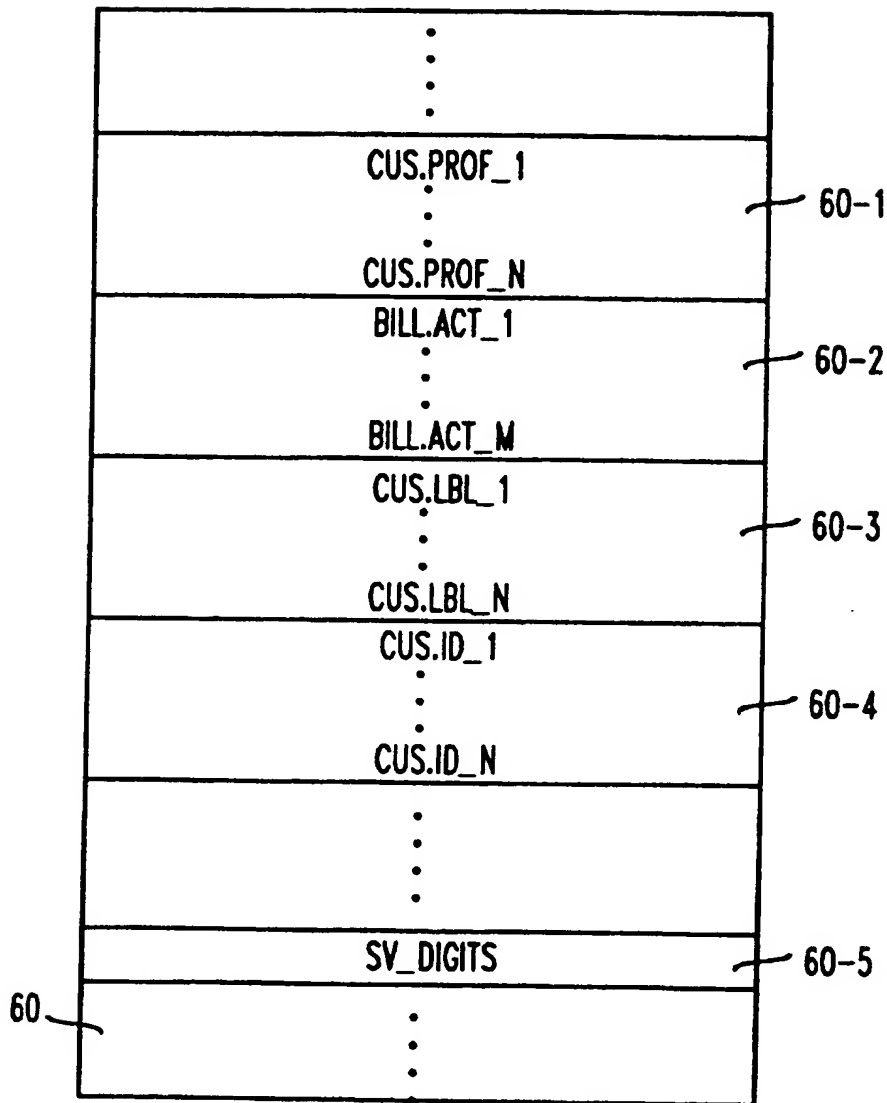 CUS.PROF_1
60-1
CUS.PROF_N
BILL.ACT_1
60-2
BILL.ACT_M
CUS.LBL_1
60-3
CUS.LBL_N
CUS.ID_1
60-4
CUS.ID_N
SV_DIGITS
60-5
60